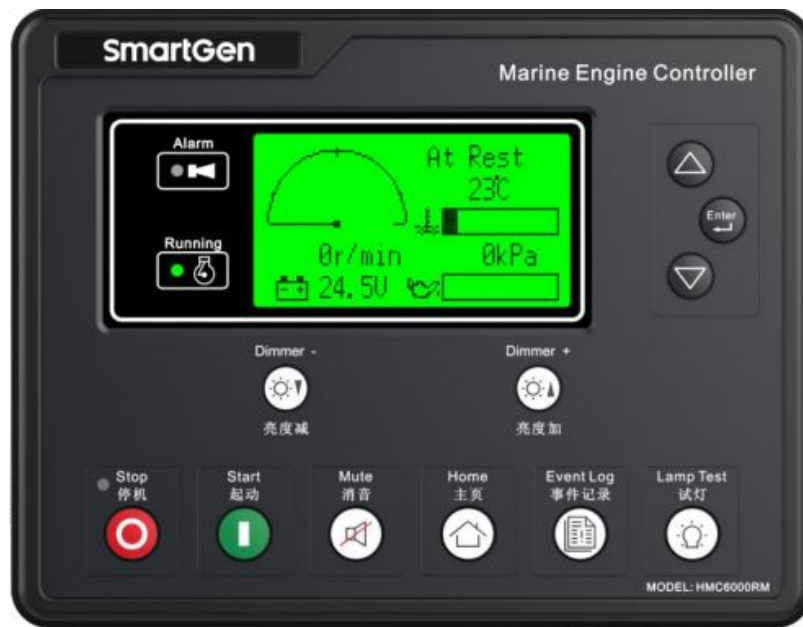 SmartGen
Marine Engine Controller
Alarm
At Rest
23℃
Running
0r/min
0kPa
24.5V
Enter
Dimmer -
亮度减
Dimmer +
亮度加
Stop
停机
Start
起动
Mute
消音
Home
主页
Event Log
事件记录
Lamp Test
试灯
MODEL: HMC6000RM